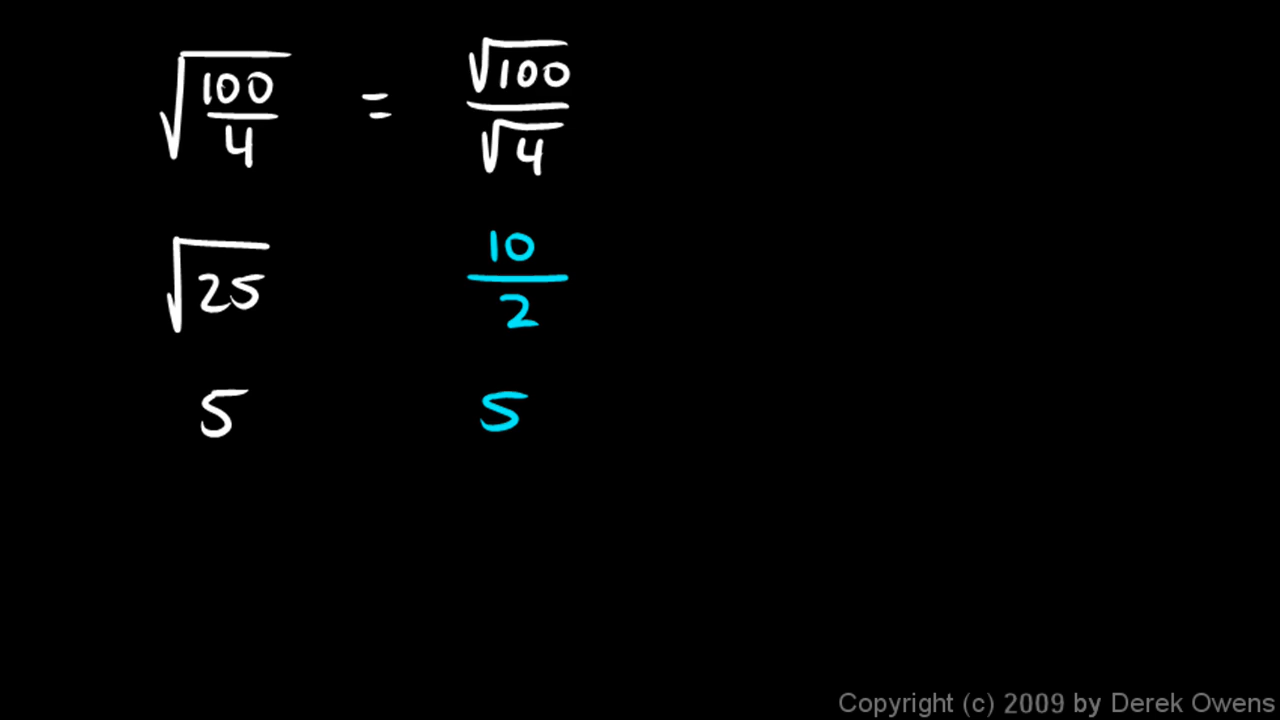 √(100/4) = √100/√4
√25 10/2
5 5
Copyright (c) 2009 by Derek Owens